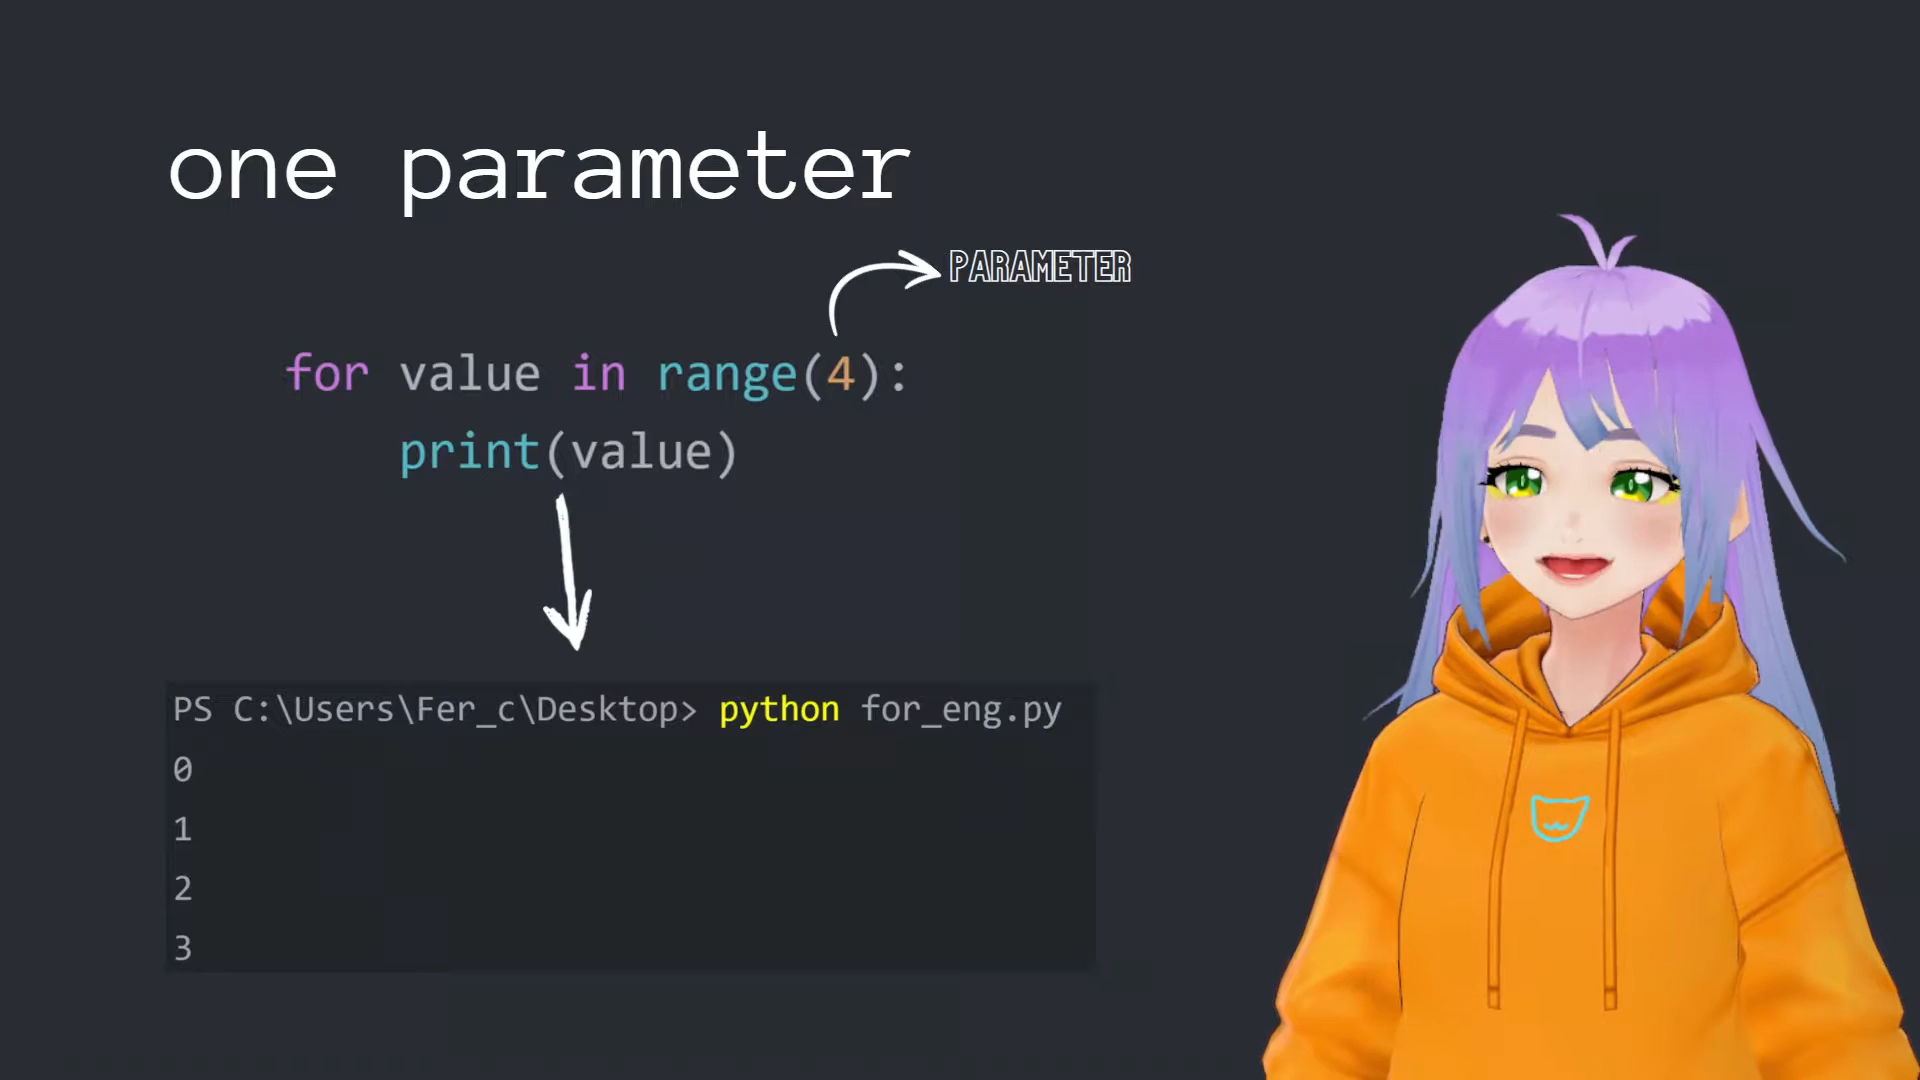 one parameter
PARAMETER
for value in range(4):
print(value)
PS C:\Users\Fer_c\Desktop> python for_eng.py
0
1
2
3